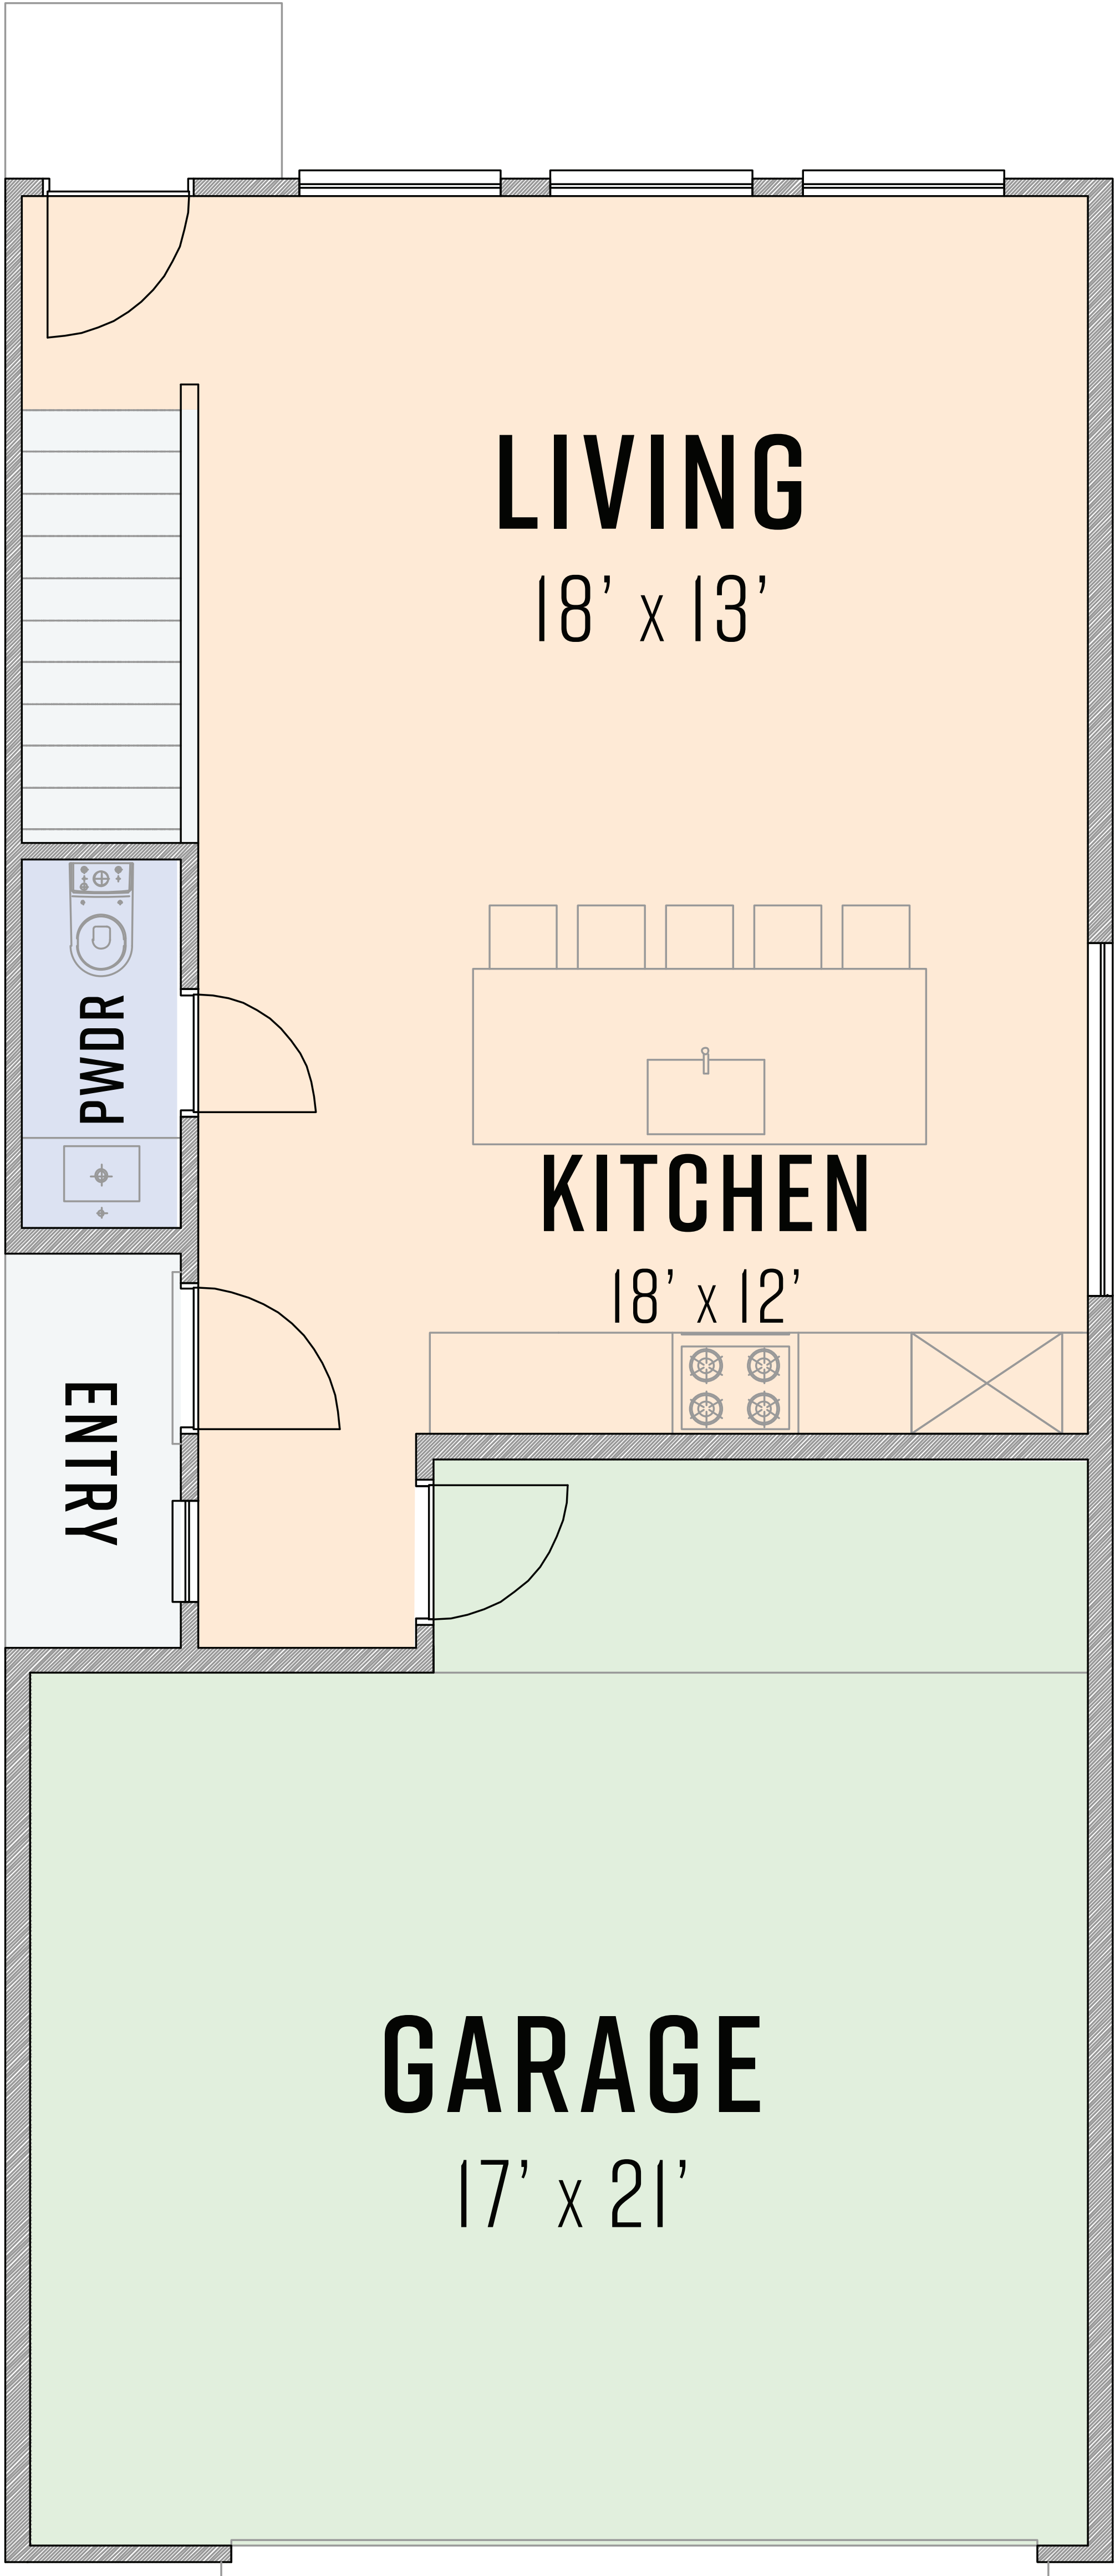 LIVING
18’ x 13’
PWDR
KITCHEN
18’ x 12’
ENTRY
GARAGE
17’ x 21’